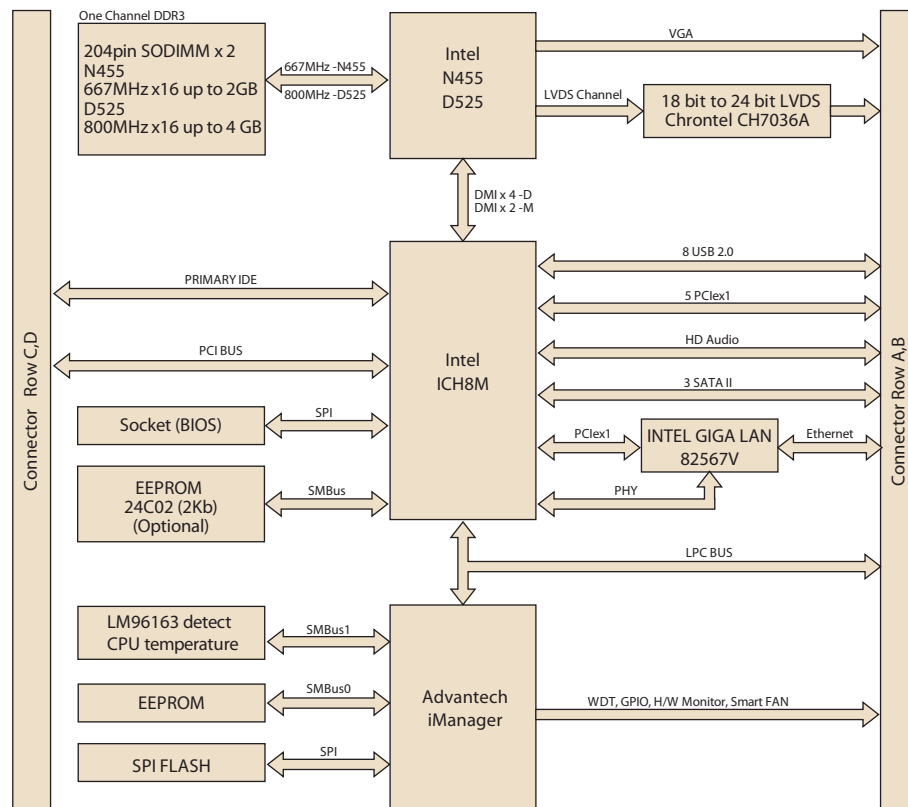 One Channel DDR3
204pin SODIMM x 2
N455
667MHz x16 up to 2GB
D525
800MHz x16 up to 4 GB
667MHz -N455
800MHz -D525
Intel
N455
D525
VGA
LVDS Channel
18 bit to 24 bit LVDS
Chrontel CH7036A
DMI x 4 -D
DMI x 2 -M
Connector Row C,D
PRIMARY IDE
PCI BUS
Socket (BIOS)
SPI
EEPROM
24C02 (2Kb)
(Optional)
SMBus
Intel
ICH8M
8 USB 2.0
5 PCIex1
HD Audio
3 SATA II
PCIex1
INTEL GIGA LAN
82567V
Ethernet
PHY
Connector Row A,B
LPC BUS
LM96163 detect
CPU temperature
SMBus1
EEPROM
SMBus0
SPI FLASH
SPI
Advantech
iManager
WDT, GPIO, H/W Monitor, Smart FAN